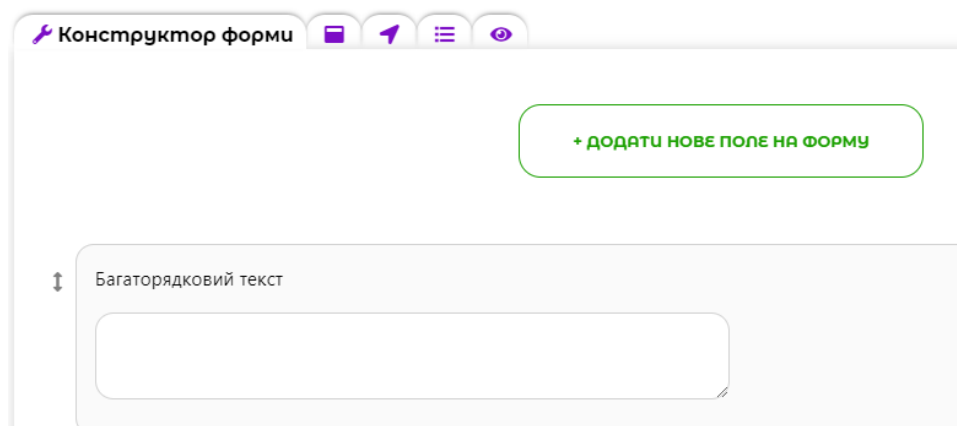 Конструктор форми
+ ДОДАТИ НОВЕ ПОЛЕ НА ФОРМУ
Багаторядковий текст